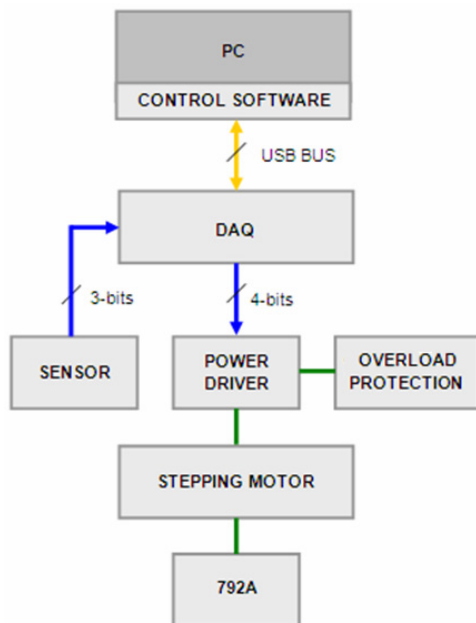 PC
CONTROL SOFTWARE
USB BUS
DAQ
3-bits
4-bits
SENSOR
POWER
DRIVER
OVERLOAD
PROTECTION
STEPPING MOTOR
792A